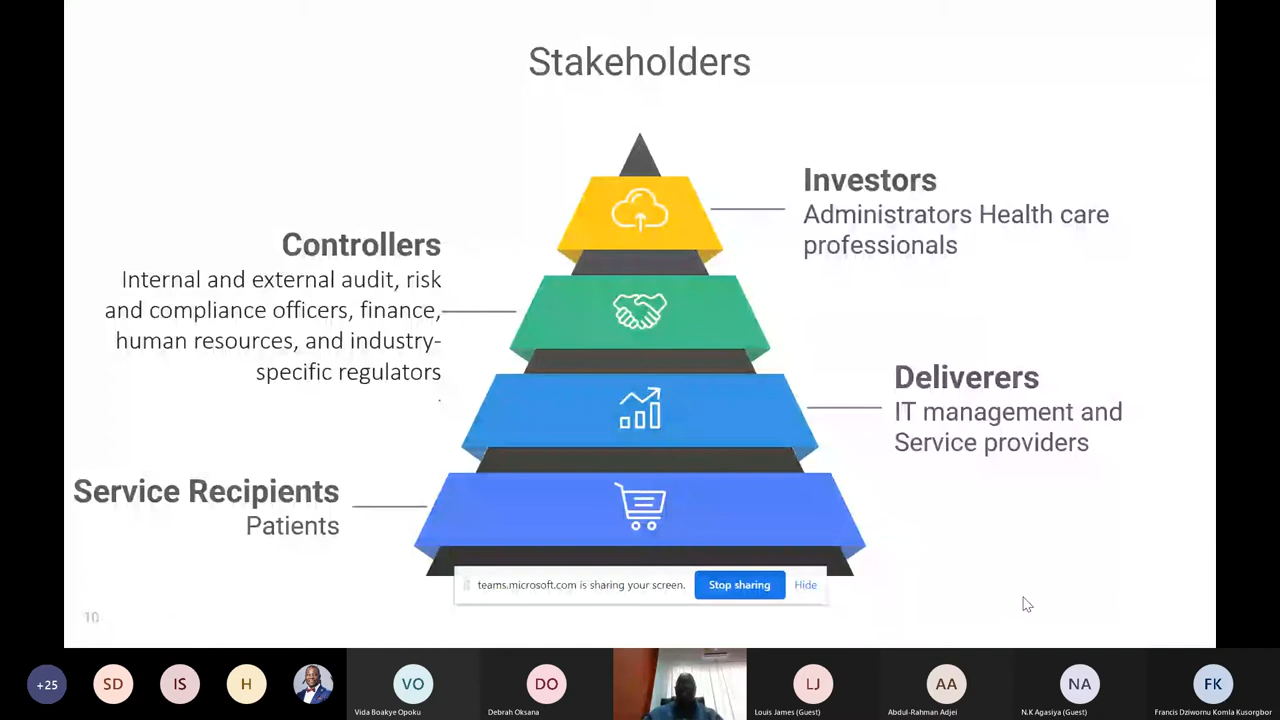 Stakeholders
Investors
Administrators Health care
professionals
Controllers
Internal and external audit, risk
and compliance officers, finance,
human resources, and industry-
specific regulators
.
Deliverers
IT management and
Service providers
Service Recipients
Patients
teams.microsoft.com is sharing your screen.
Stop sharing
Hide
10
+25
SD
IS
H
VO
Vida Boakye Opoku
DO
Debrah Oksana
LJ
Louis James (Guest)
AA
Abdul-Rahman Adjei
NA
N.K Agasiya (Guest)
FK
Francis Dziwonu Komla Kusorgbor